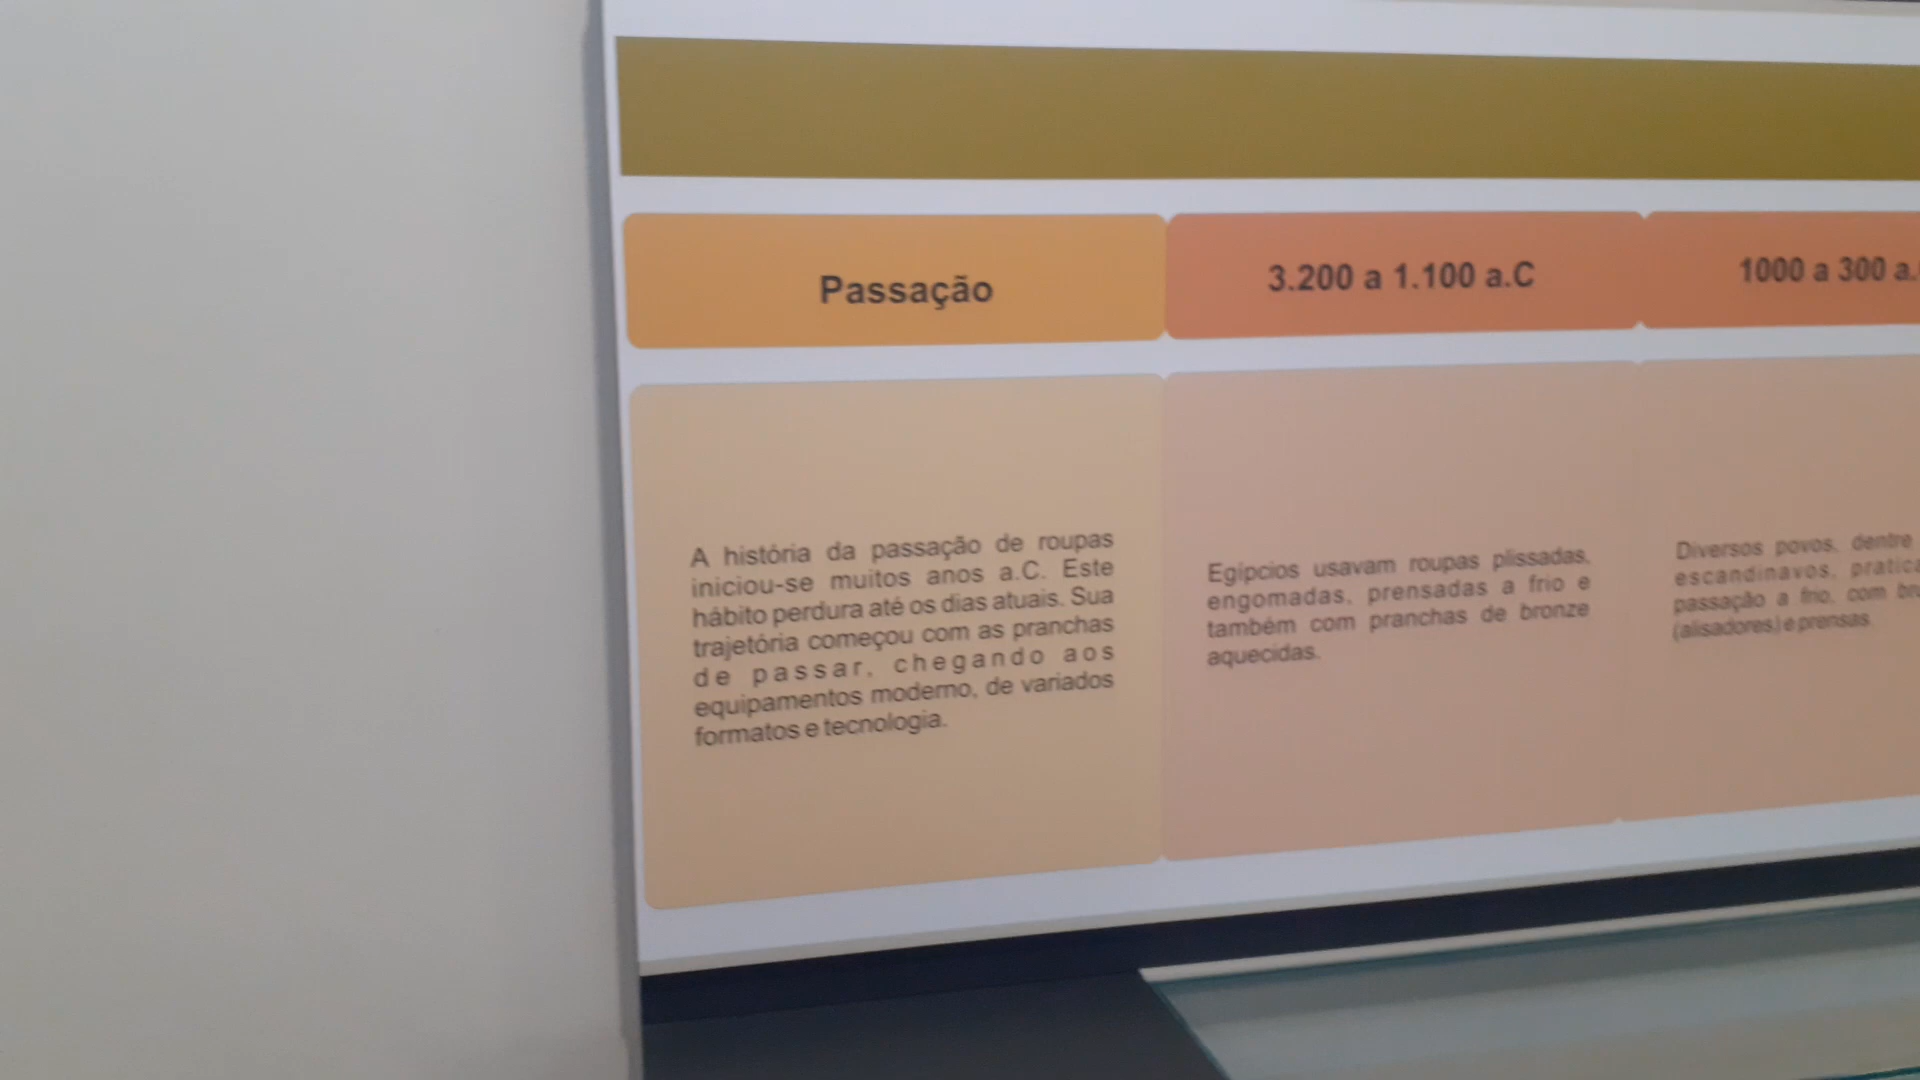 Passação
A história da passação de roupas
iniciou-se muitos anos a.C. Este
hábito perdura até os dias atuais. Sua
trajetória começou com as pranchas
de passar, chegando aos
equipamentos moderno, de variados
formatos e tecnologia.
3.200 a 1.100 a.C
Egípcios usavam roupas plissadas,
engomadas, prensadas a frio e
também com pranchas de bronze
aquecidas.
1000 a 300 a.
Diversos povos, dentre
escandinavos,
passação a frio, com
(alisadores) e prensas.